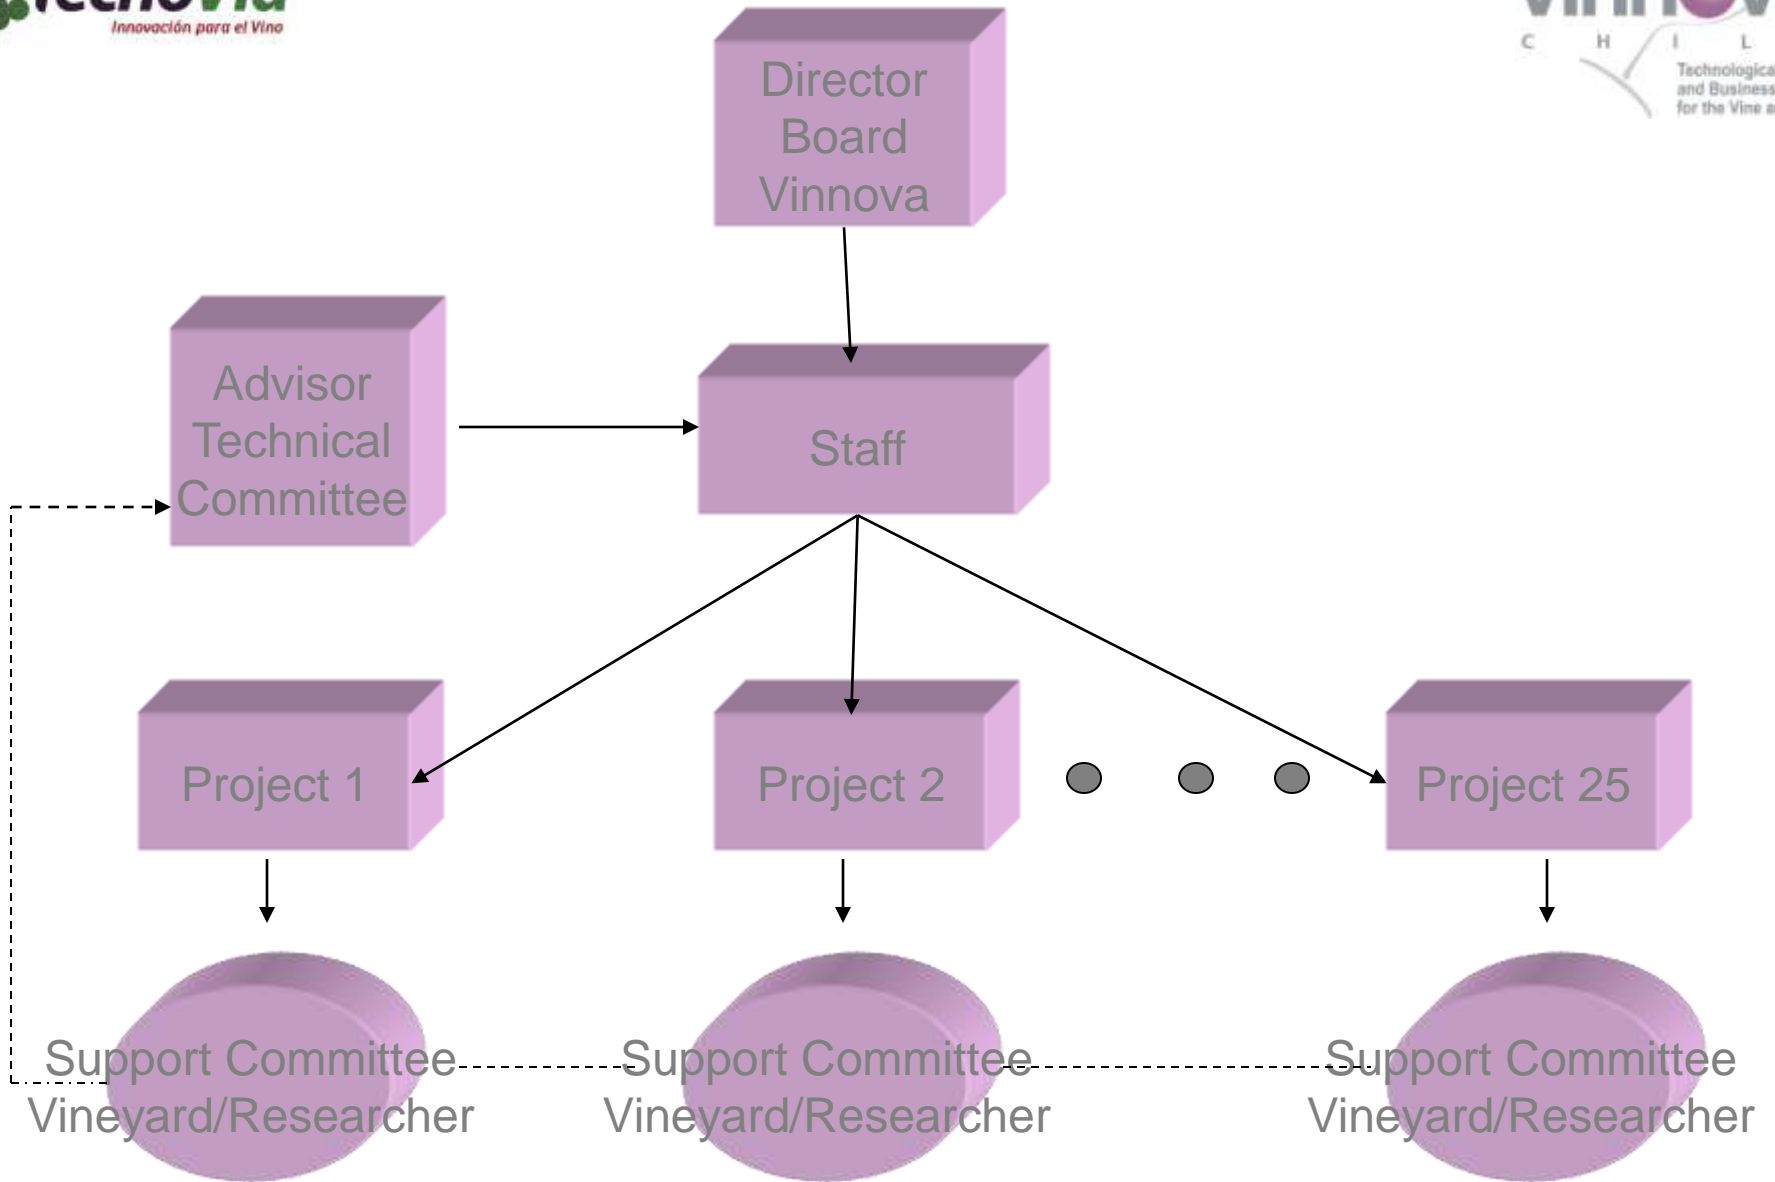 Innovación para el Vino
C H I L
Technologica
and Business
for the Vine a
Director
Board
Vinnova
Advisor
Technical
Committee
Staff
Project 1
Project 2
Project 25
Support Committee
Vineyard/Researcher
Support Committee
Vineyard/Researcher
Support Committee
Vineyard/Researcher